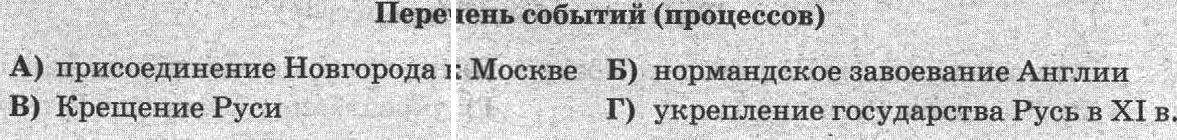 Перечень событий (процессов)
А) присоединение Новгорода к Москве Б) нормандское завоевание Англии
В) Крещение Руси Г) укрепление государства Русь в XI в.